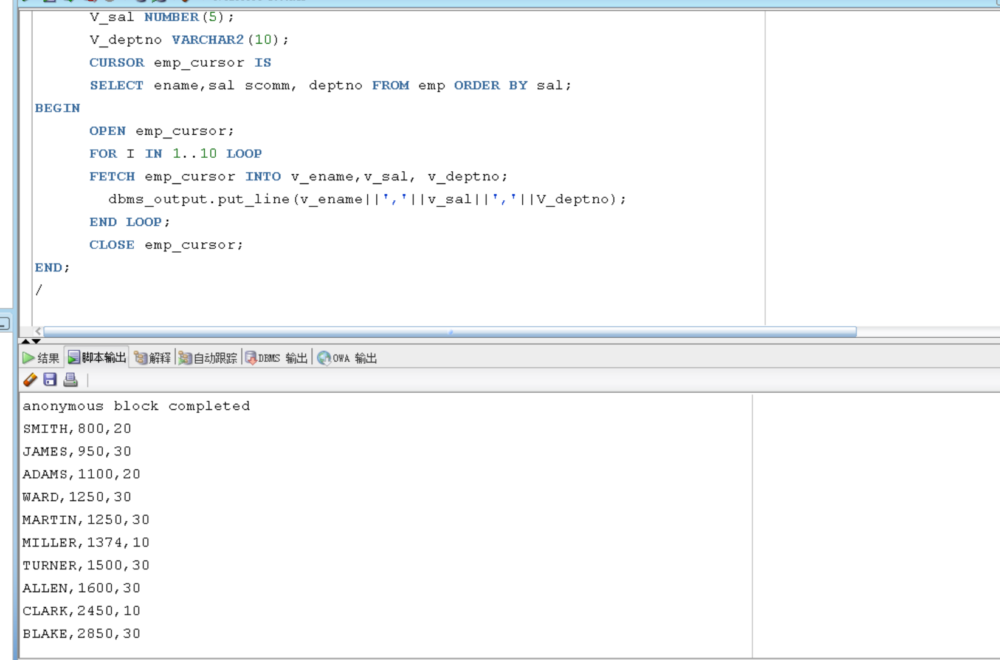 V_sal NUMBER(5);
V_deptno VARCHAR2(10);
CURSOR emp_cursor IS
SELECT ename,sal scomm, deptno FROM emp ORDER BY sal;
BEGIN
OPEN emp_cursor;
FOR I IN 1..10 LOOP
FETCH emp_cursor INTO v_ename,v_sal, v_deptno;
dbms_output.put_line(v_ename||','||v_sal||','||V_deptno);
END LOOP;
CLOSE emp_cursor;
END;
/
结果 脚本输出 解释 自动跟踪 DBMS 输出 OWA 输出
anonymous block completed
SMITH,800,20
JAMES,950,30
ADAMS,1100,20
WARD,1250,30
MARTIN,1250,30
MILLER,1374,10
TURNER,1500,30
ALLEN,1600,30
CLARK,2450,10
BLAKE,2850,30